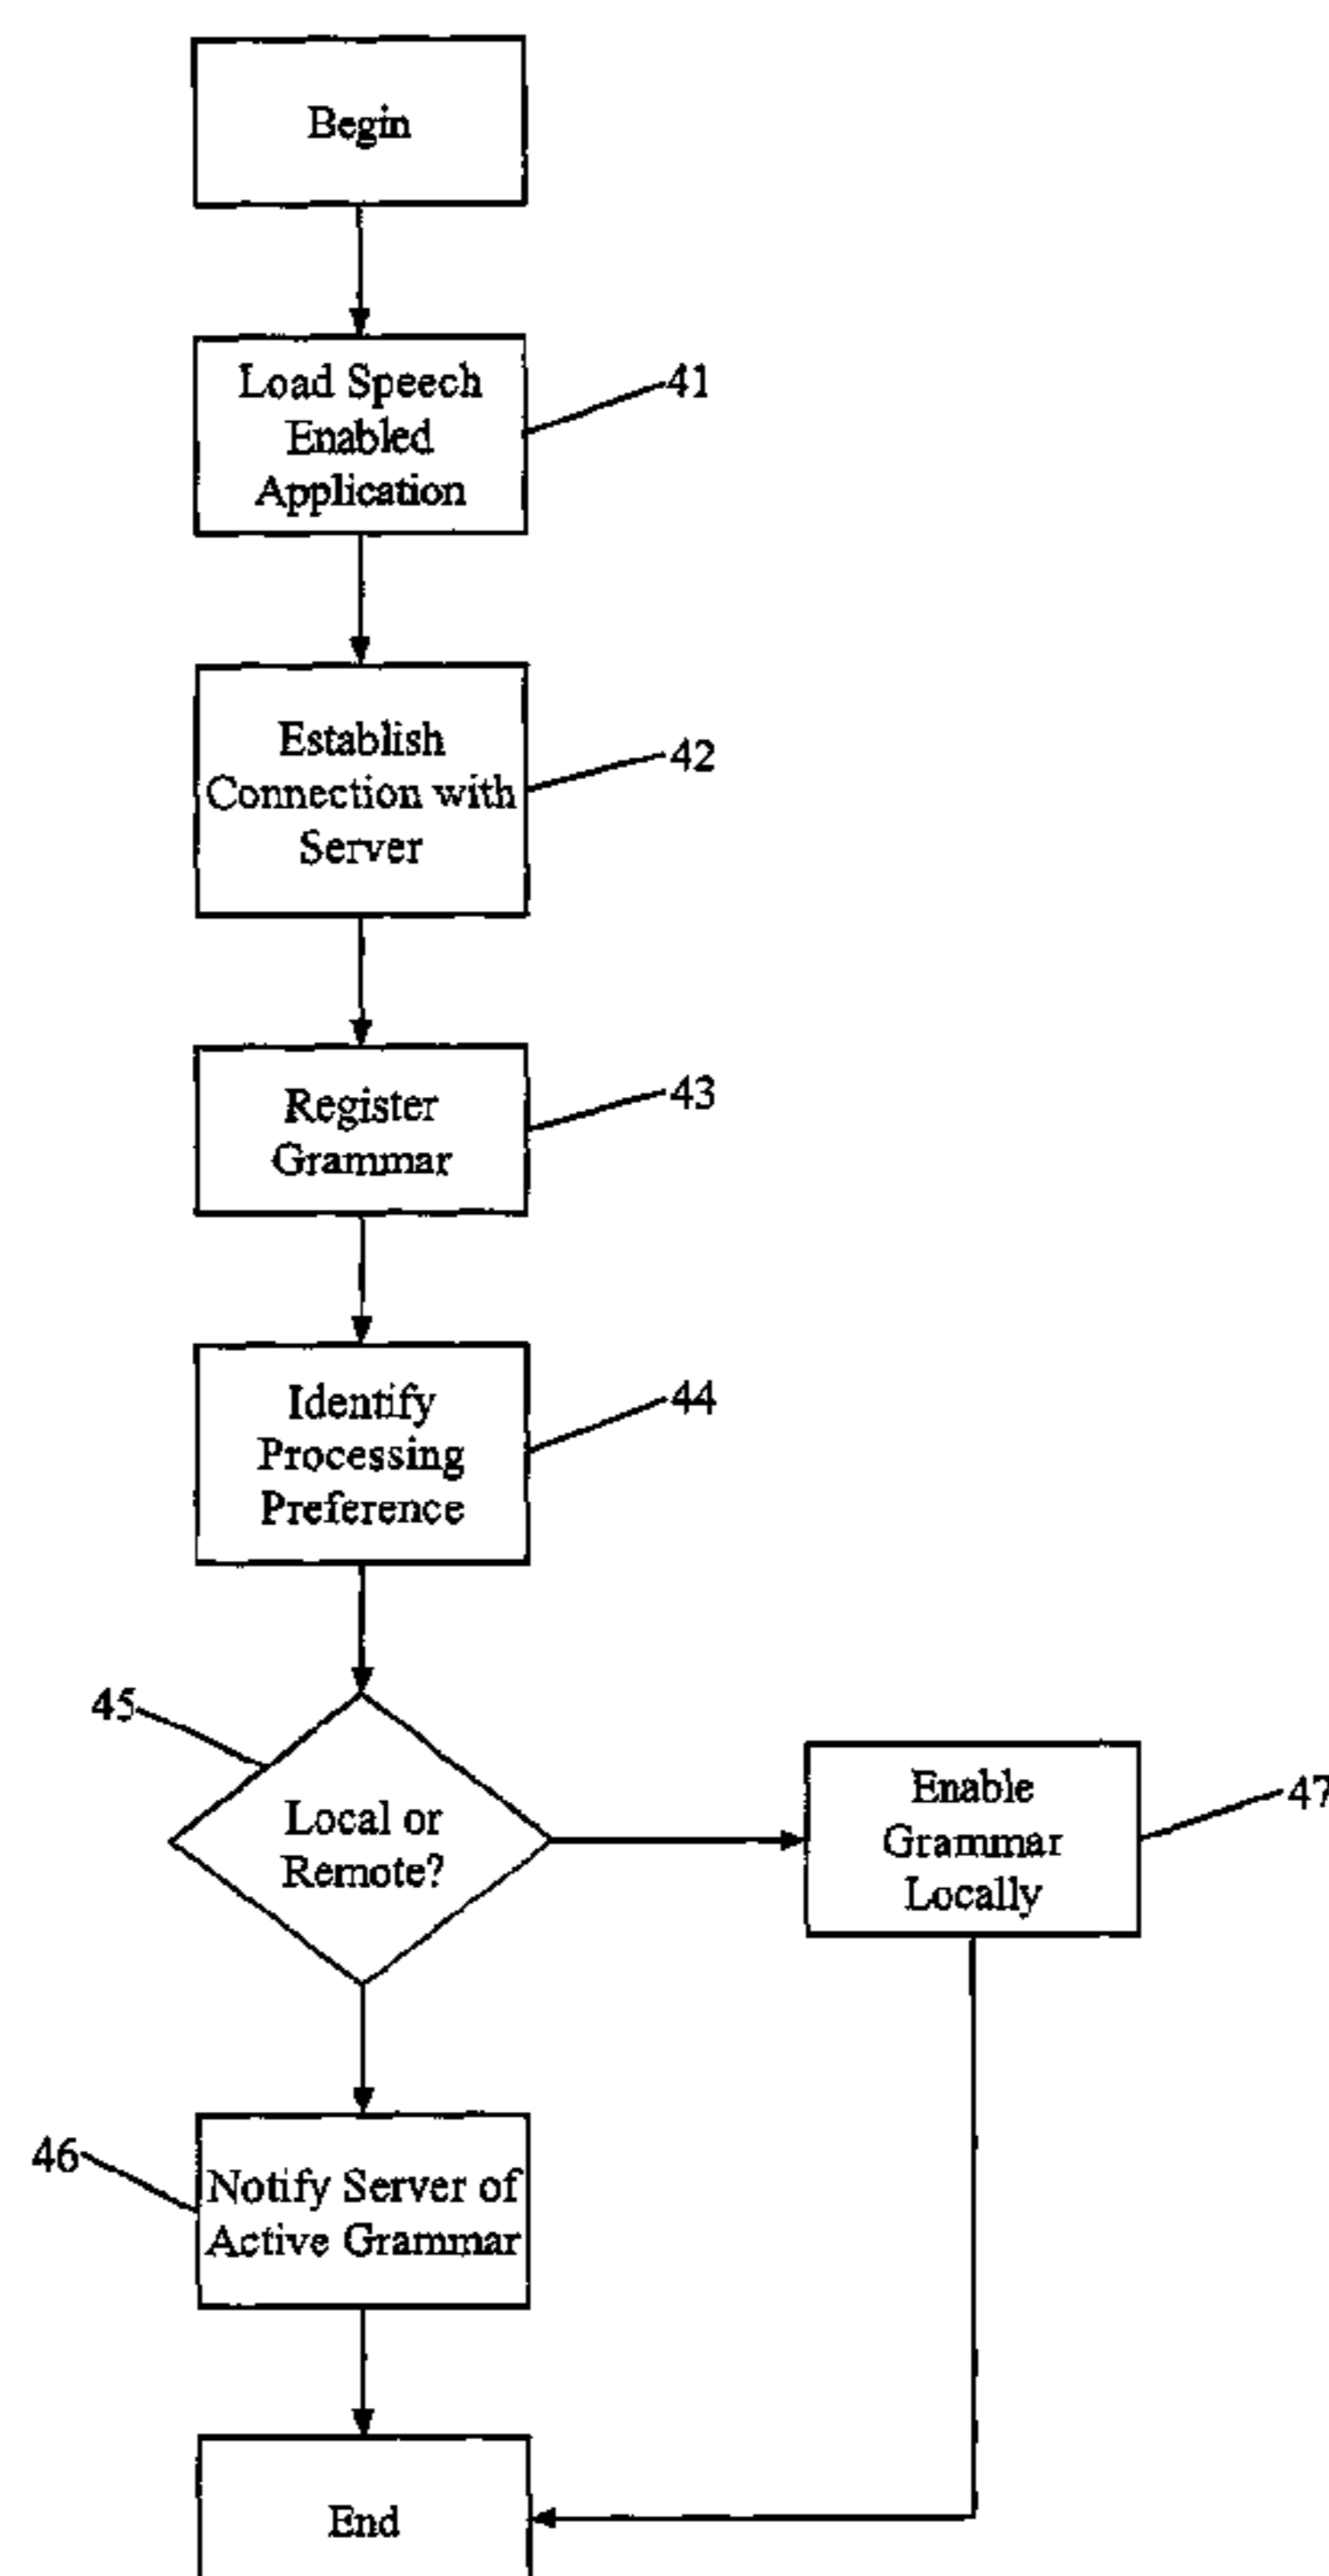 Begin
Load Speech
Enabled
Application
41
Establish
Connection with
Server
42
Register
Grammar
43
Identify
Processing
Preference
44
45
Local or
Remote?
Enable
Grammar
Locally
47
46
Notify Server of
Active Grammar
End